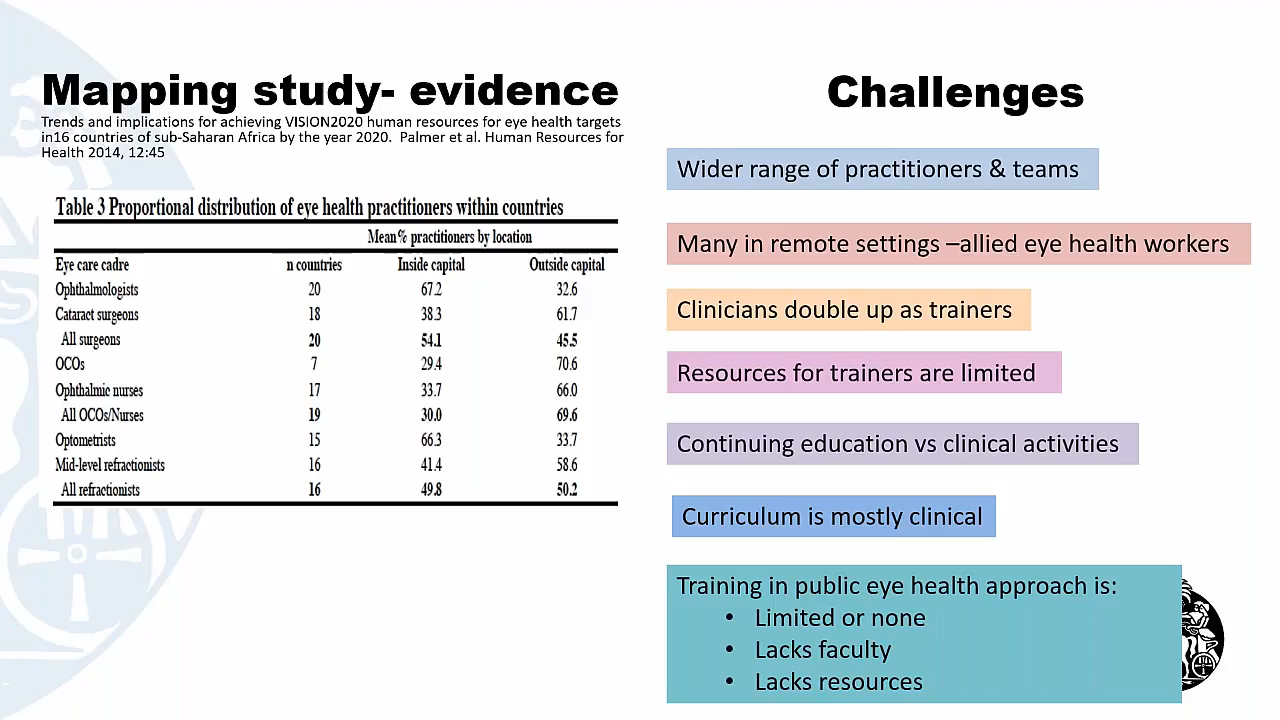 Mapping study- evidence
Trends and implications for achieving VISION2020 human resources for eye health targets
in16 countries of sub-Saharan Africa by the year 2020. Palmer et al. Human Resources for
Health 2014, 12:45
Table 3 Proportional distribution of eye health practitioners within countries
Mean% practitioners by location
Eye care cadre n countries Inside capital Outside capital
Ophthalmologists 20 67.2 32.6
Cataract surgeons 18 38.3 61.7
All surgeons 20 54.1 45.5
OCOs 7 29.4 70.6
Ophthalmic nurses 17 33.7 66.0
All OCOs/Nurses 19 30.0 69.6
Optometrists 15 66.3 33.7
Mid-level refractionists 16 41.4 58.6
All refractionists 16 49.8 50.2
Challenges
Wider range of practitioners & teams
Many in remote settings –allied eye health workers
Clinicians double up as trainers
Resources for trainers are limited
Continuing education vs clinical activities
Curriculum is mostly clinical
Training in public eye health approach is:
• Limited or none
• Lacks faculty
• Lacks resources